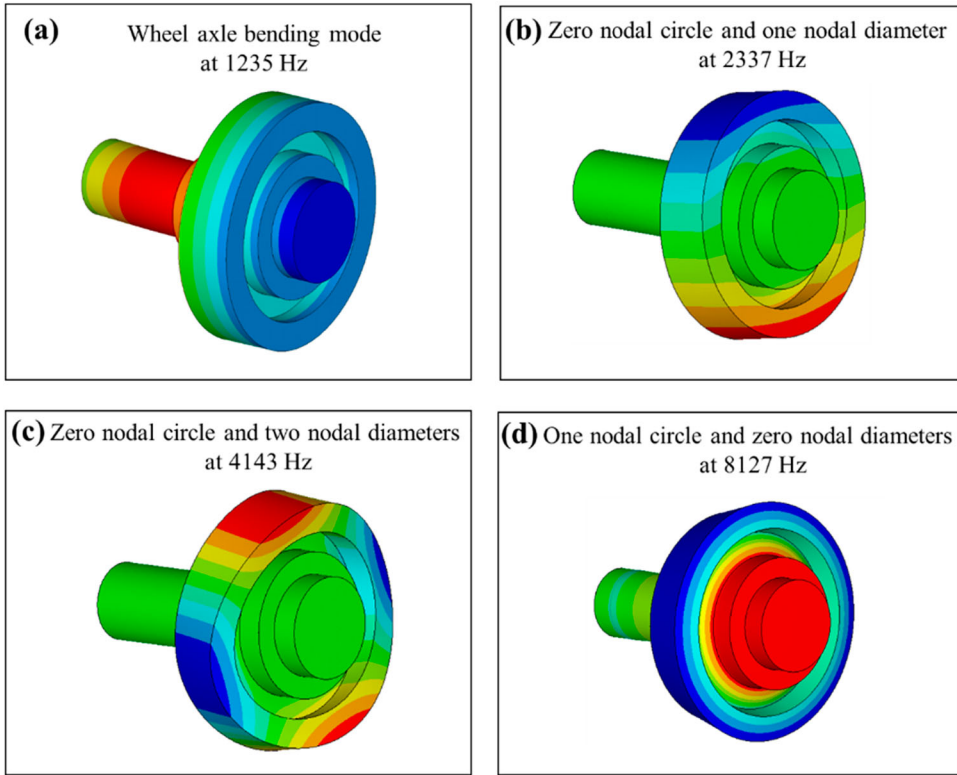 (a) Wheel axle bending mode
at 1235 Hz
(b) Zero nodal circle and one nodal diameter
at 2337 Hz
(c) Zero nodal circle and two nodal diameters
at 4143 Hz
(d) One nodal circle and zero nodal diameters
at 8127 Hz